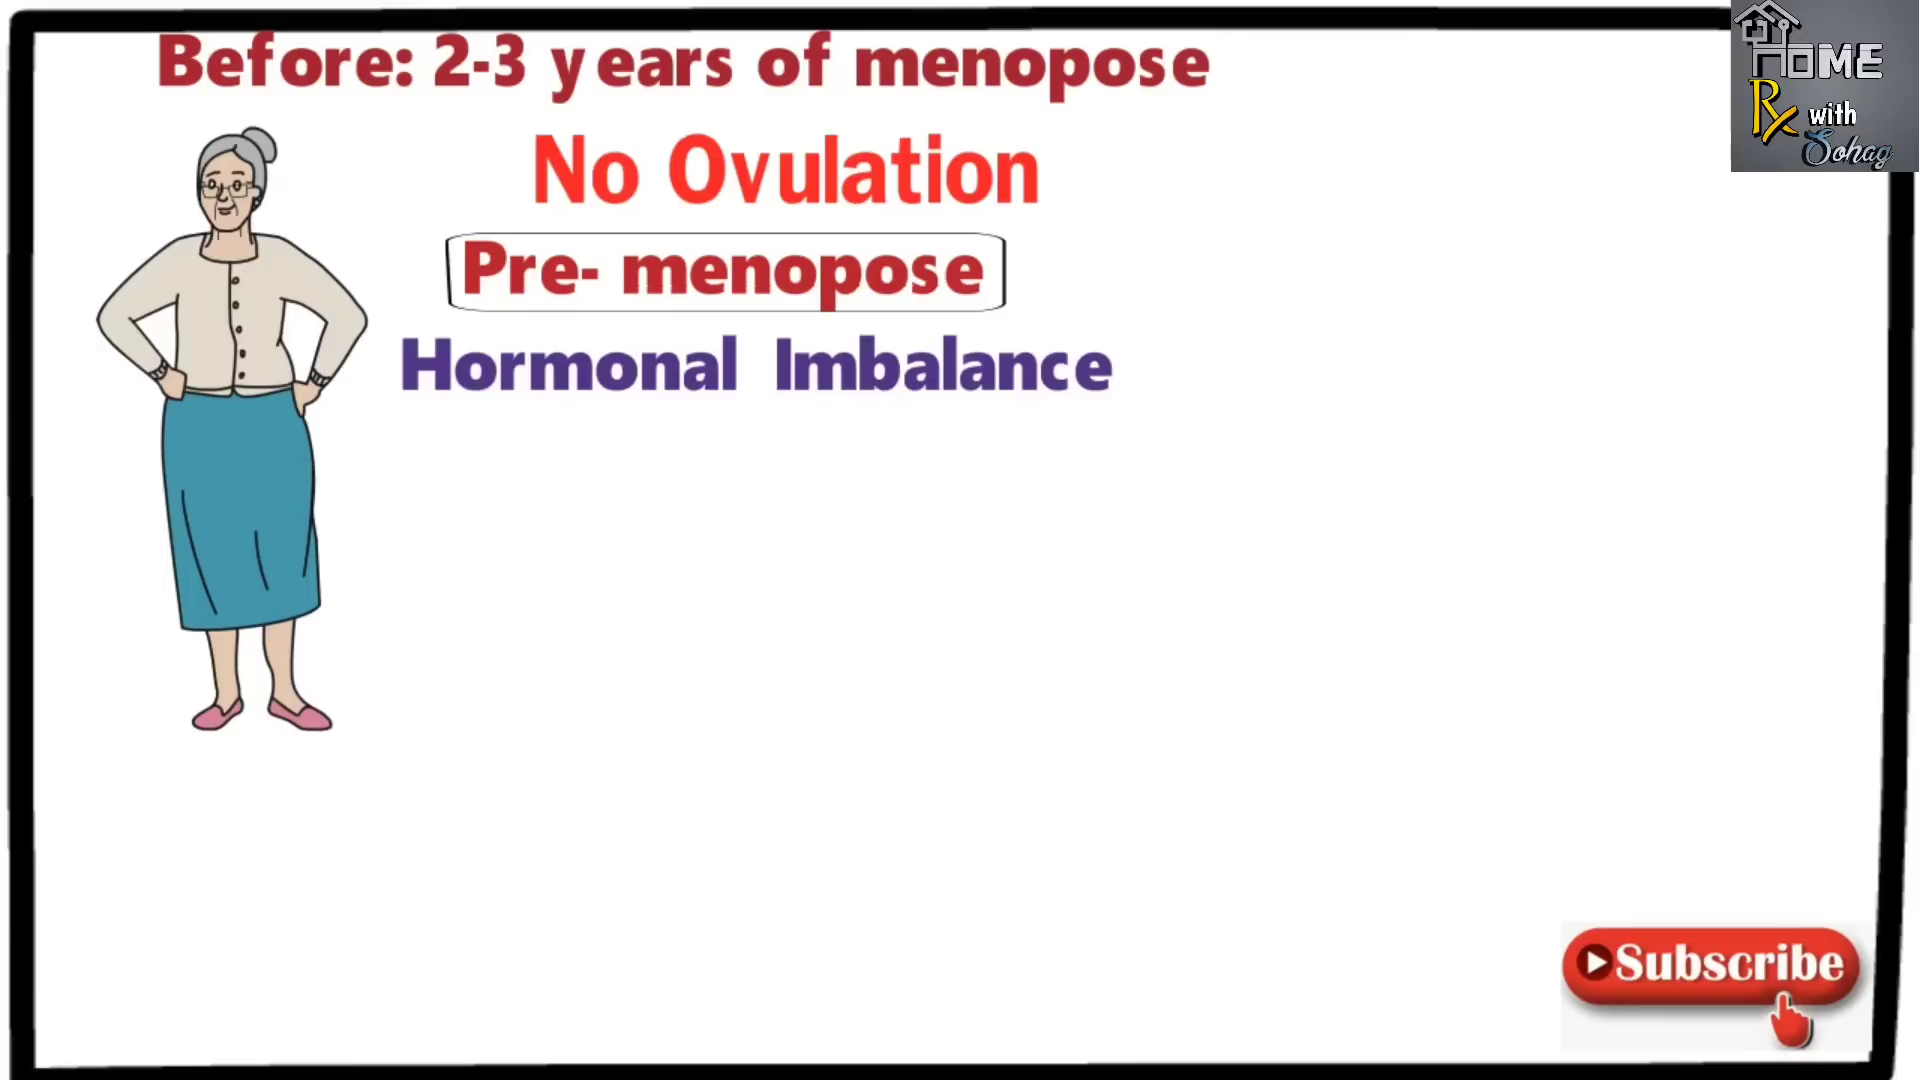 Before: 2-3 years of menopose
No Ovulation
Pre- menopose
Hormonal Imbalance
HOME
Rx with
Sohag
Subscribe